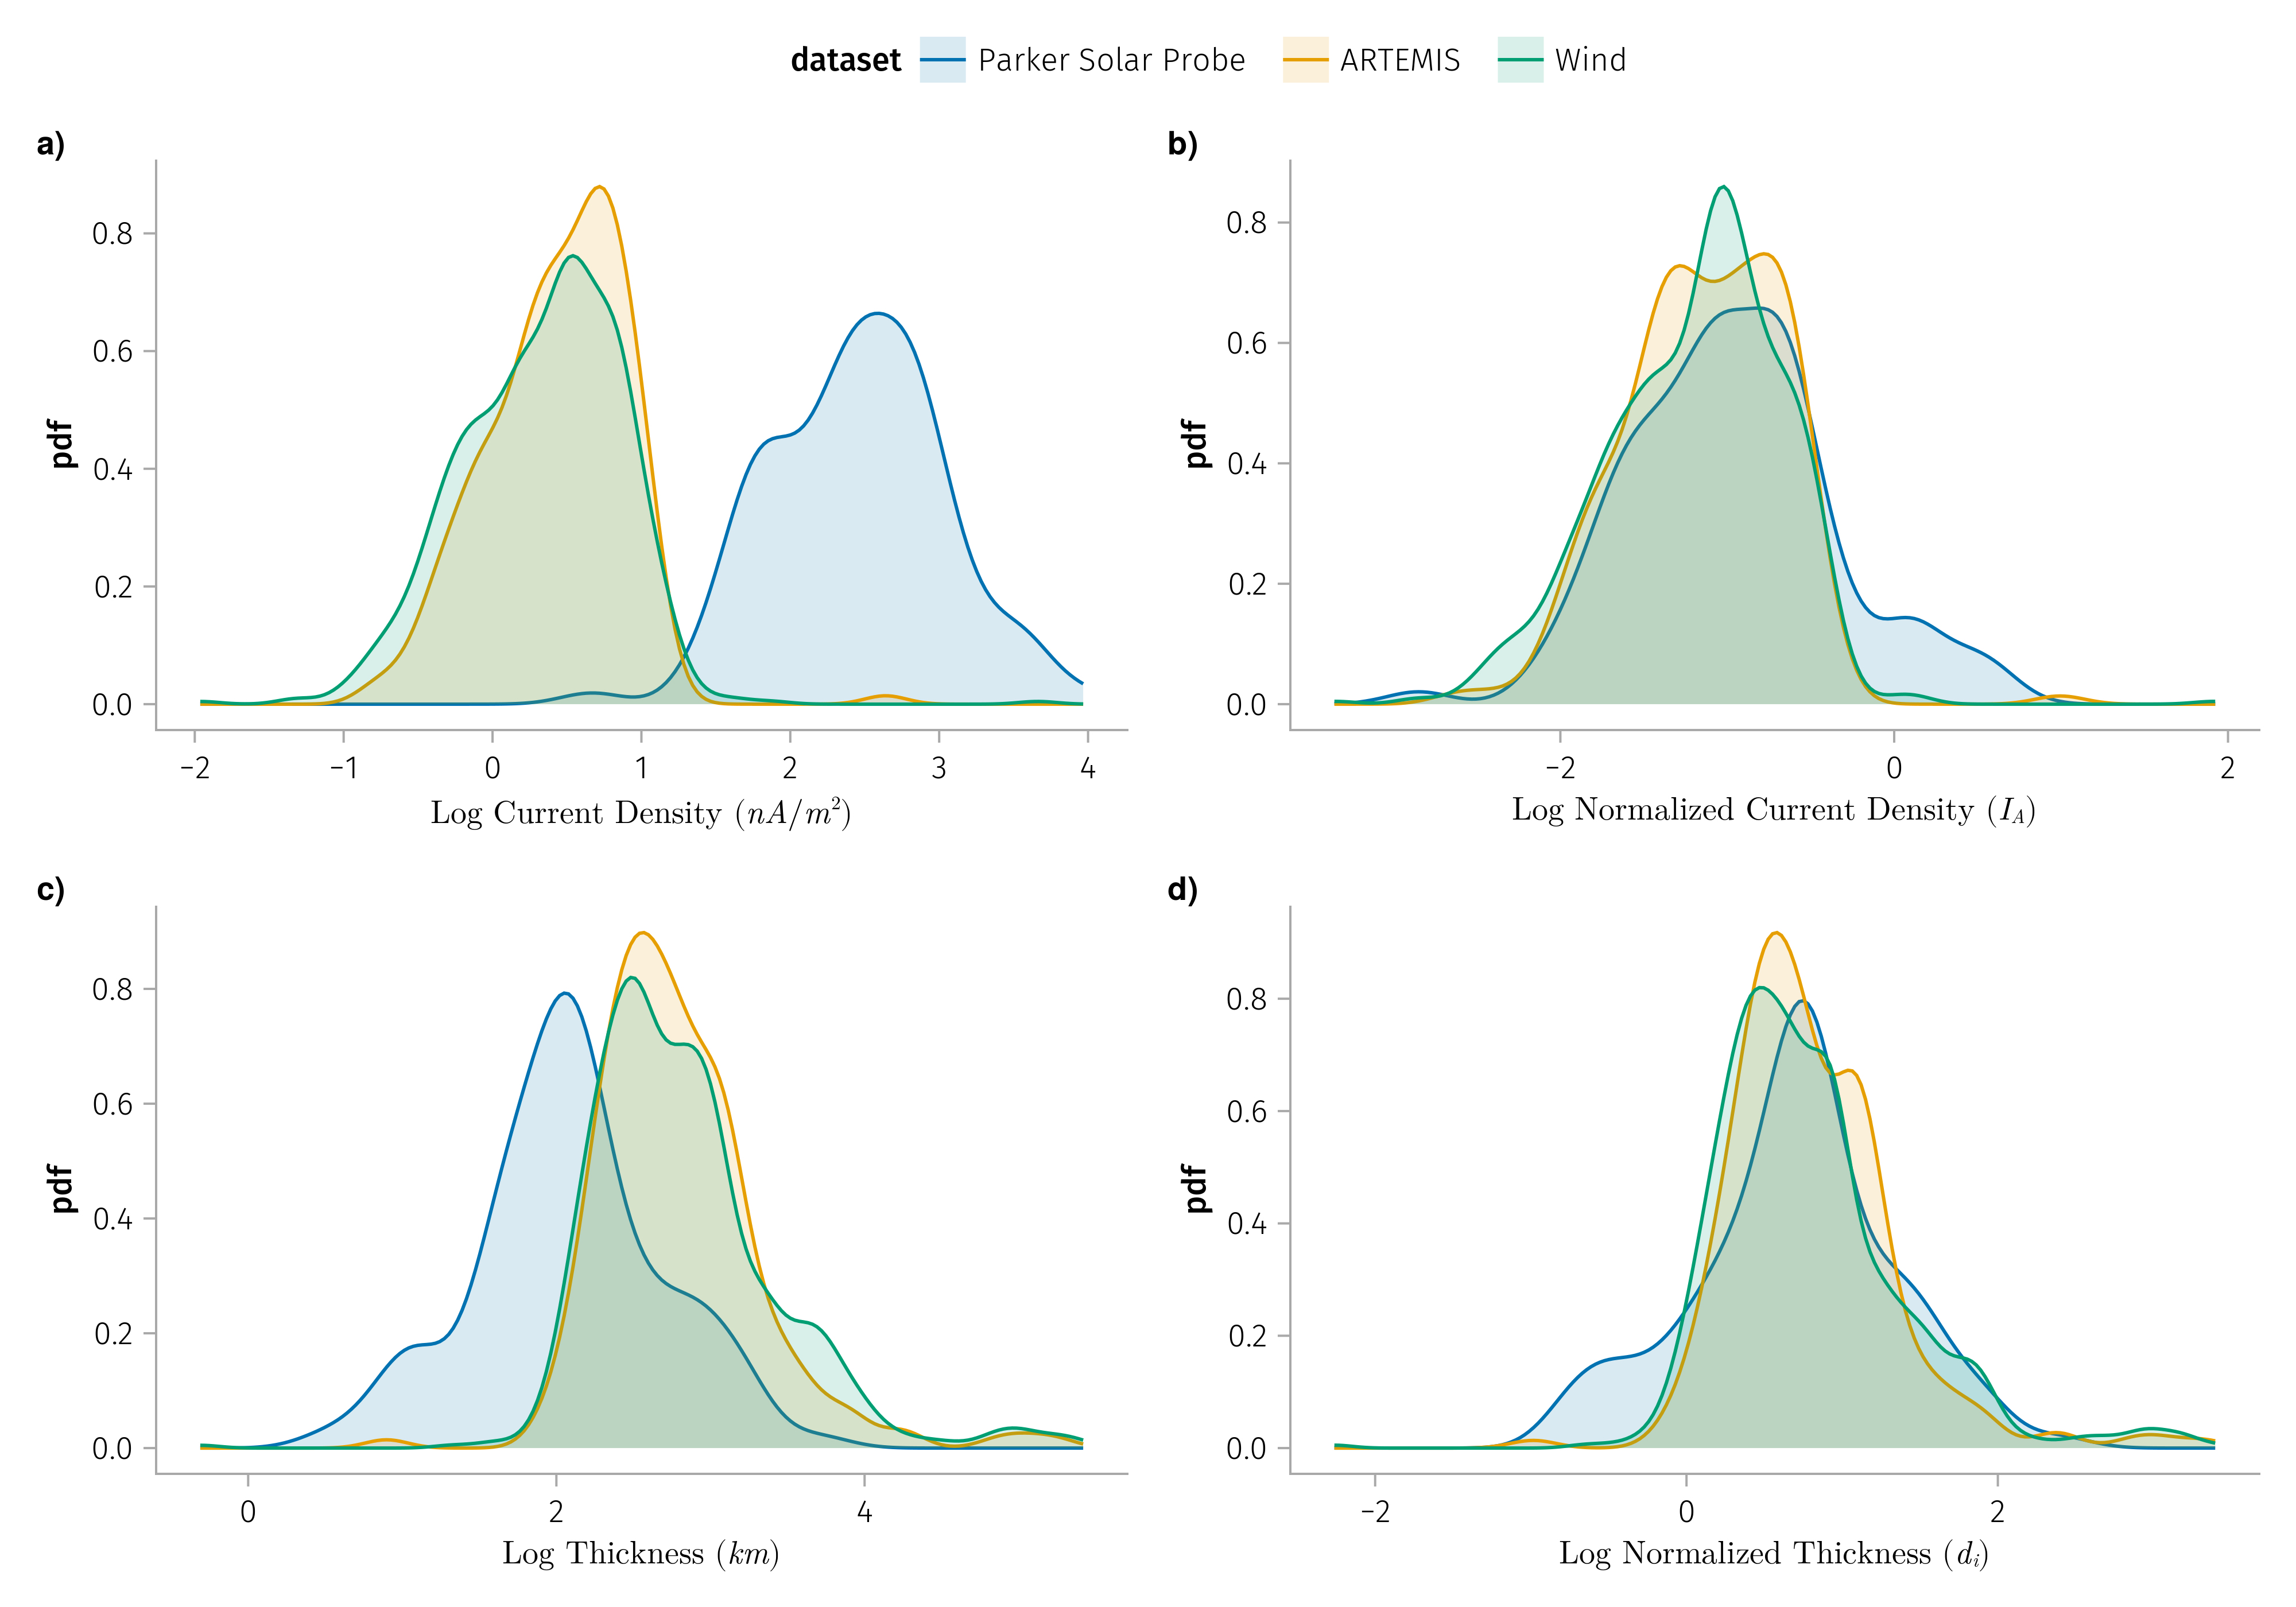 dataset Parker Solar Probe ARTEMIS Wind
a)
pdf
0.8
0.6
0.4
0.2
0.0
−2 −1 0 1 2 3 4
Log Current Density (nA/m²)
b)
pdf
0.8
0.6
0.4
0.2
0.0
−2 0 2
Log Normalized Current Density (I_A)
c)
pdf
0.8
0.6
0.4
0.2
0.0
0 2 4
Log Thickness (km)
d)
pdf
0.8
0.6
0.4
0.2
0.0
−2 0 2
Log Normalized Thickness (d_i)